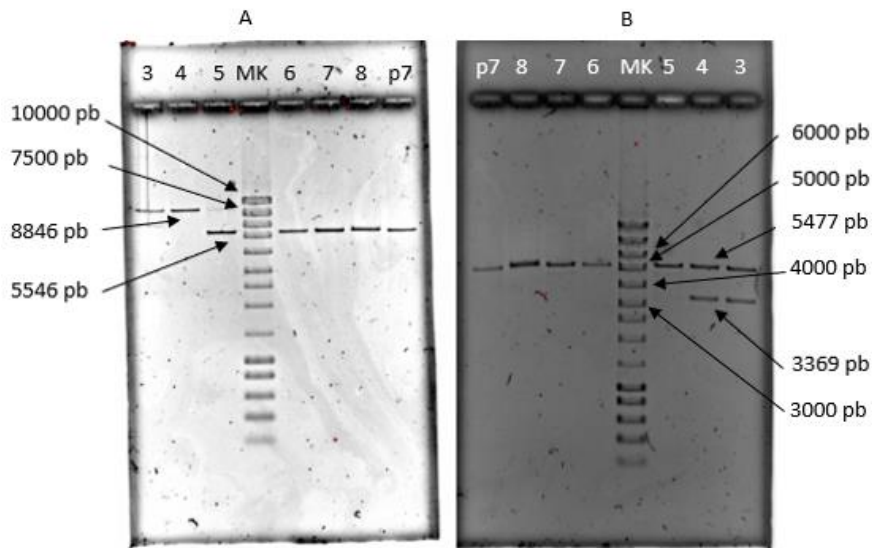 A
3 4 5 MK 6 7 8 p7
10000 pb
7500 pb
8846 pb
5546 pb
B
p7 8 7 6 MK 5 4 3
6000 pb
5000 pb
5477 pb
4000 pb
3369 pb
3000 pb